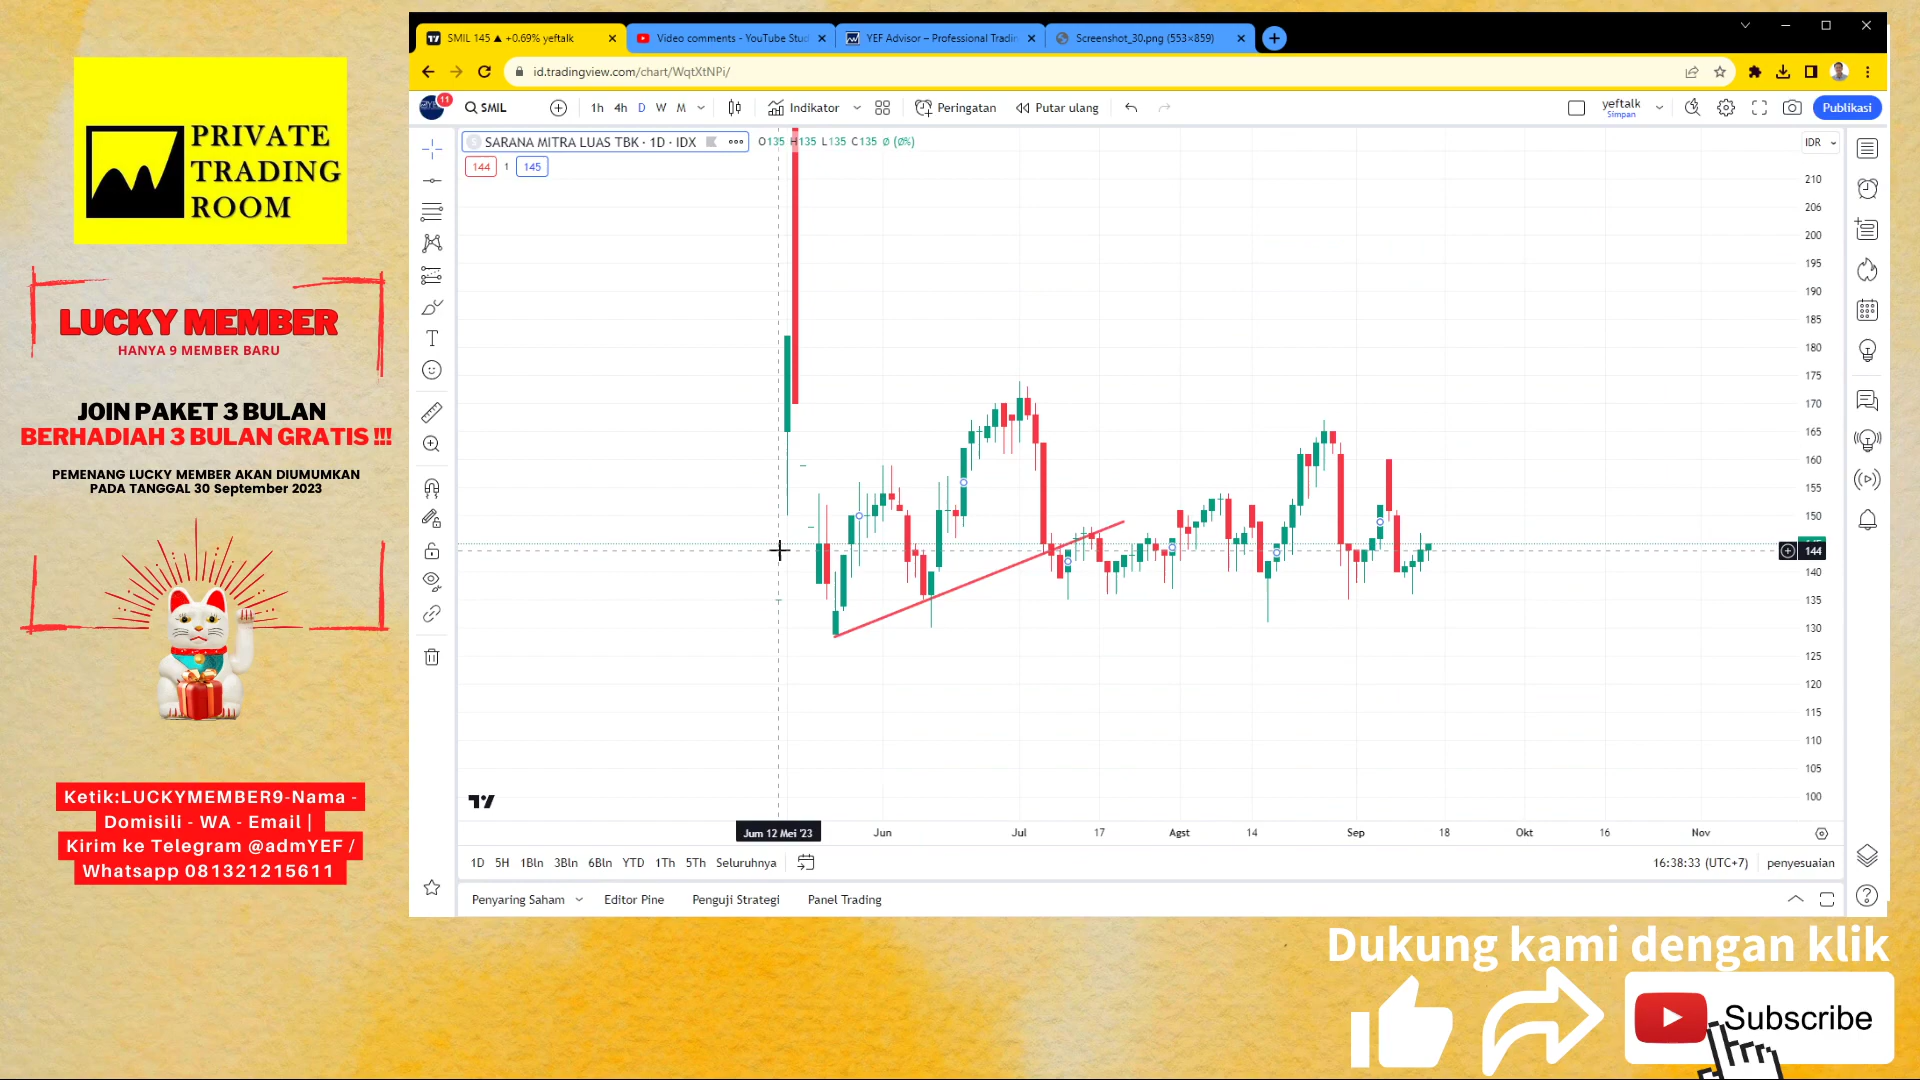 PRIVATE
TRADING
ROOM
LUCKY MEMBER
HANYA 9 MEMBER BARU
JOIN PAKET 3 BULAN
BERHADIAH 3 BULAN GRATIS !!!
PEMENANG LUCKY MEMBER AKAN DIUMUMKAN
PADA TANGGAL 30 September 2023
Ketik:LUCKYMEMBER9-Nama -
Domisili - WA - Email |
Kirim ke Telegram @admYEF /
Whatsapp 081321215611
SMIL 145 ▲ +0.69% yeftalk
Video comments - YouTube Stud
YEF Advisor – Professional Tradin
Screenshot_30.png (553×859)
id.tradingview.com/chart/WqtXtNPi/
11
SMIL
1h 4h D W M
Indikator
Peringatan
Putar ulang
yeftalk
Simpan
Publikasi
SARANA MITRA LUAS TBK · 1D · IDX
O135 H135 L135 C135 0 (0%)
144 1 145
IDR
210
206
200
195
190
185
180
175
170
165
160
155
150
144
140
135
130
125
120
115
110
105
100
Jum 12 Mei '23
Jun
Jul
17
Agst
14
Sep
18
Okt
16
Nov
1D 5H 1Bln 3Bln 6Bln YTD 1Th 5Th Seluruhnya
16:38:33 (UTC+7)
penyesuaian
Penyaring Saham
Editor Pine
Penguji Strategi
Panel Trading
Dukung kami dengan klik
Subscribe